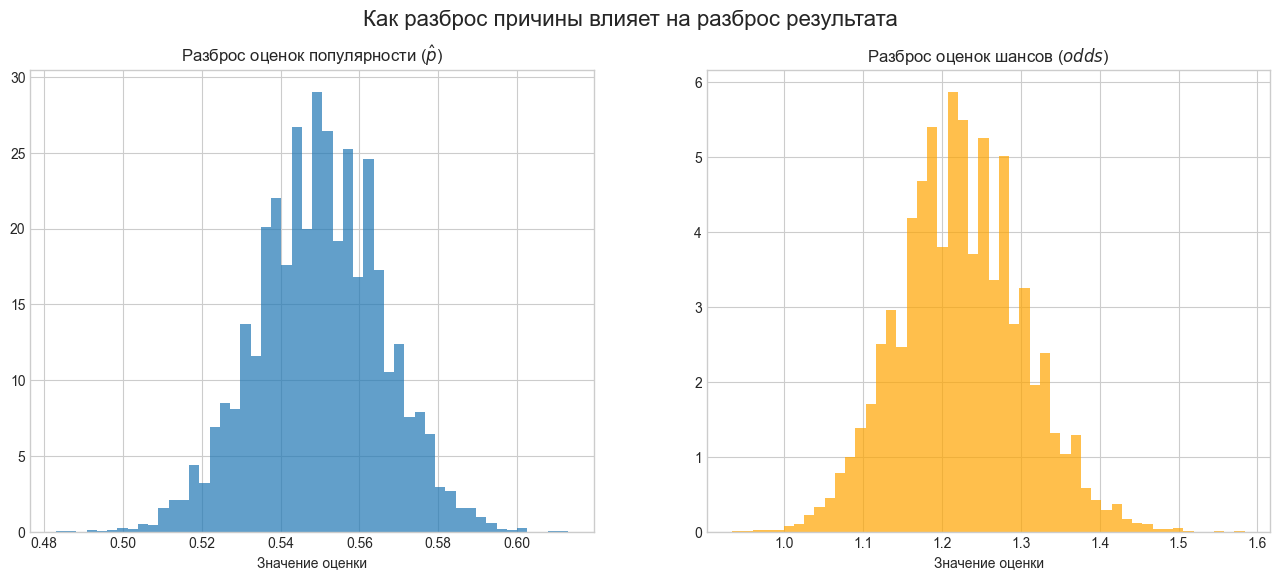 Как разброс причины влияет на разброс результата
Разброс оценок популярности (p̂)
30
25
20
15
10
5
0
0.48 0.50 0.52 0.54 0.56 0.58 0.60
Значение оценки
Разброс оценок шансов (odds)
6
5
4
3
2
1
0
1.0 1.1 1.2 1.3 1.4 1.5 1.6
Значение оценки